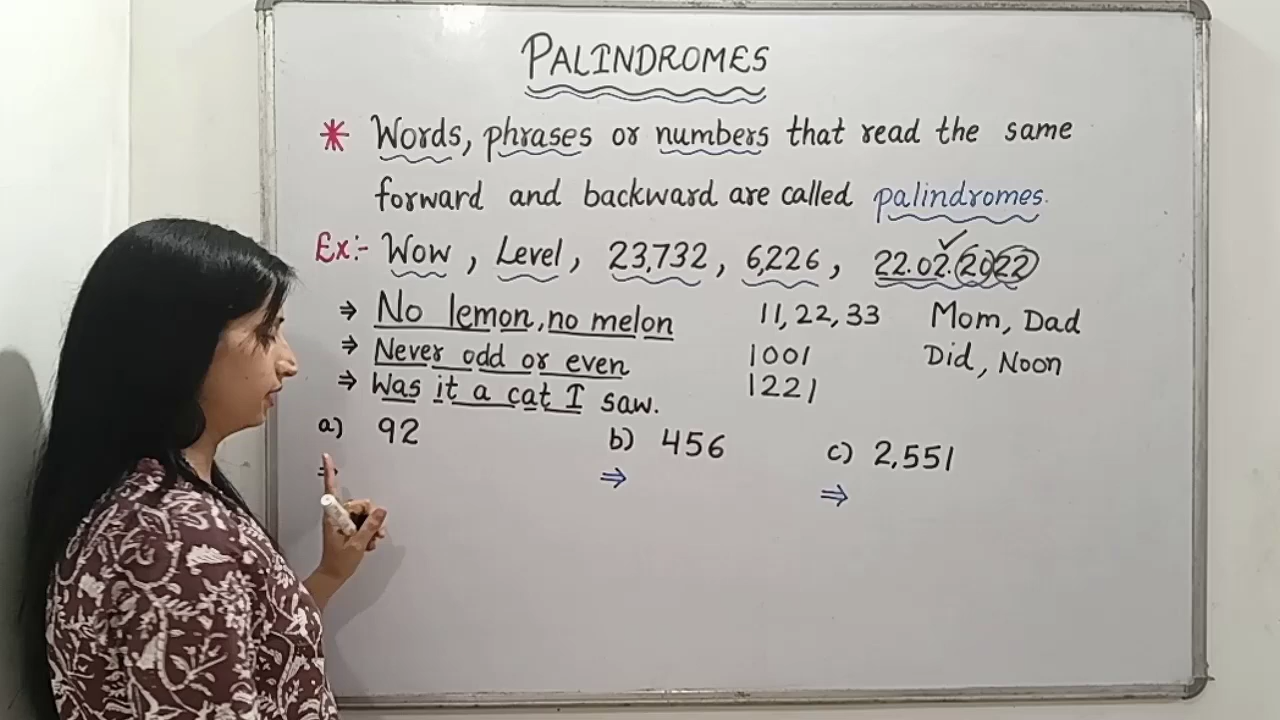 PALINDROMES
* Words, phrases or numbers that read the same
forward and backward are called palindromes.
Ex:- Wow, Level, 23,732, 6,226, 22.02.2022
⇒ No lemon, no melon 11, 22, 33 Mom, Dad
⇒ Never odd or even 1001 Did, Noon
⇒ Was it a cat I saw. 1221
a) 92 b) 456 c) 2,551
⇒ ⇒ ⇒